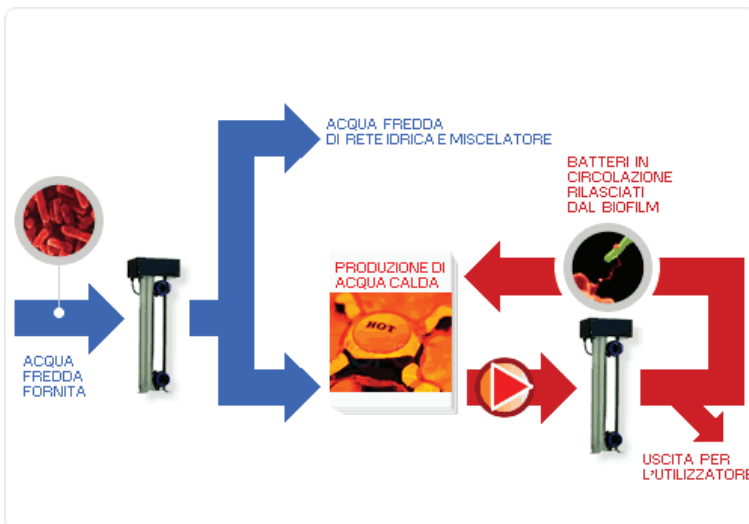 ACQUA FREDDA
DI RETE IDRICA E MISCELATORE
BATTERI IN
CIRCOLAZIONE
RILASCIATI
DAL BIOFILM
PRODUZIONE DI
ACQUA CALDA
HOT
ACQUA
FREDDA
FORNITA
USCITA PER
L'UTILIZZATORE